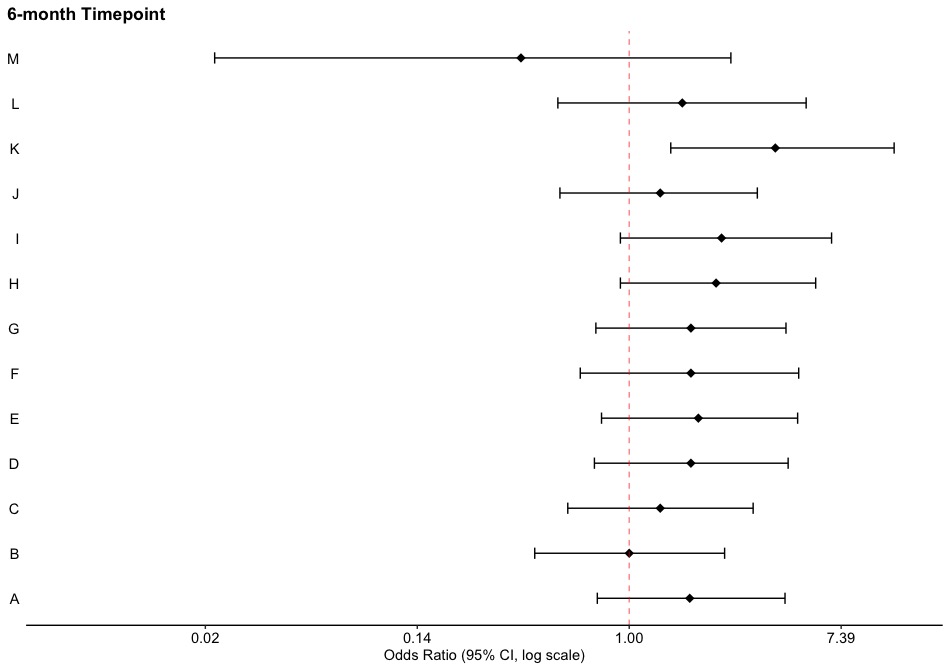 6-month Timepoint
M
L
K
J
I
H
G
F
E
D
C
B
A
0.02 0.14 1.00 7.39
Odds Ratio (95% CI, log scale)